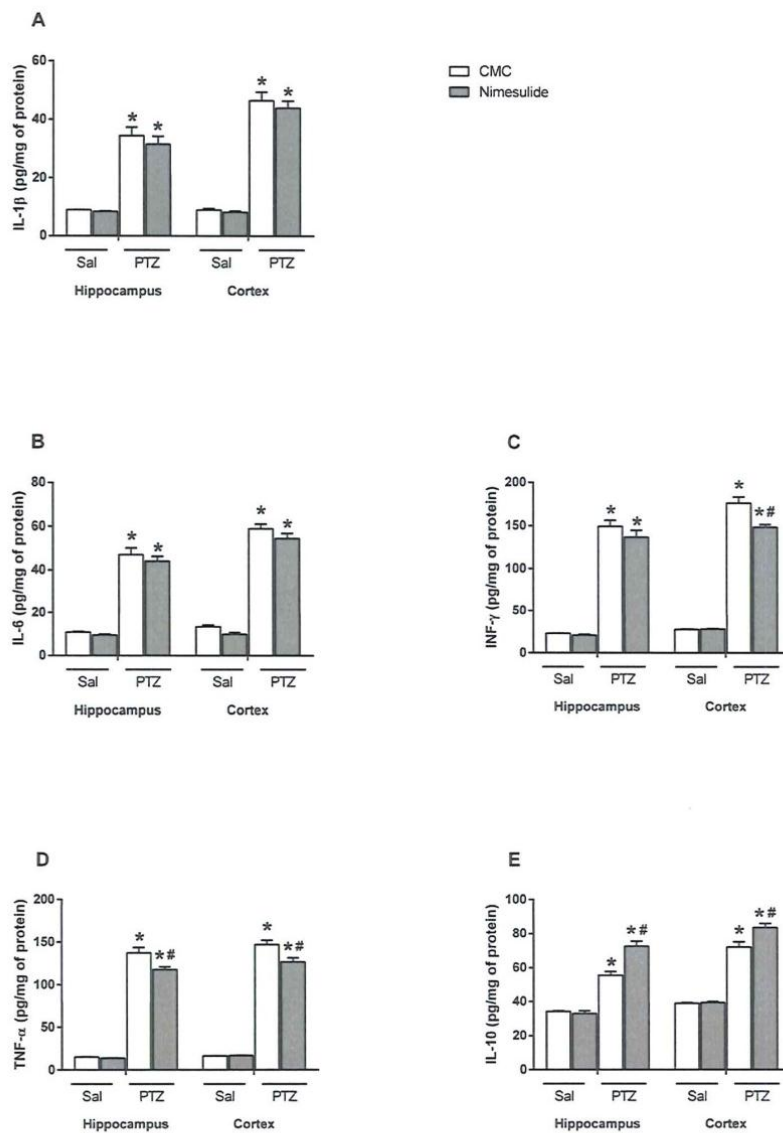 A
CMC
Nimesulide
IL-1β (pg/mg of protein)
60
40
20
0
* * * *
Sal PTZ Sal PTZ
Hippocampus Cortex
B
IL-6 (pg/mg of protein)
80
60
40
20
0
* * * *
Sal PTZ Sal PTZ
Hippocampus Cortex
C
INF-γ (pg/mg of protein)
200
150
100
50
0
* * * *#
Sal PTZ Sal PTZ
Hippocampus Cortex
D
TNF-α (pg/mg of protein)
200
150
100
50
0
* *# * *#
Sal PTZ Sal PTZ
Hippocampus Cortex
E
IL-10 (pg/mg of protein)
100
80
60
40
20
0
* *# * *#
Sal PTZ Sal PTZ
Hippocampus Cortex